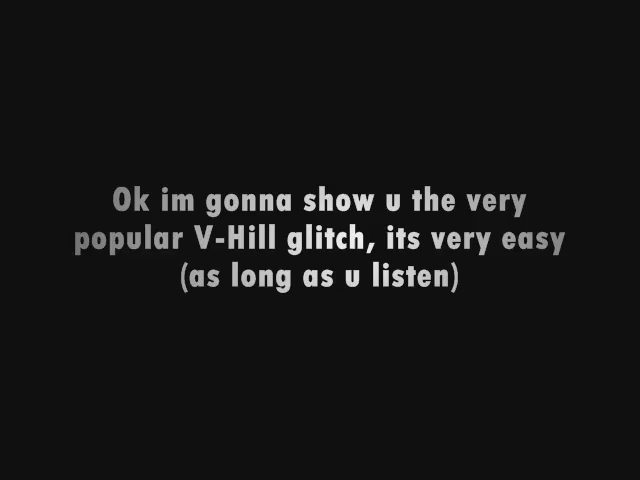 Ok im gonna show u the very
popular V-Hill glitch, its very easy
(as long as u listen)